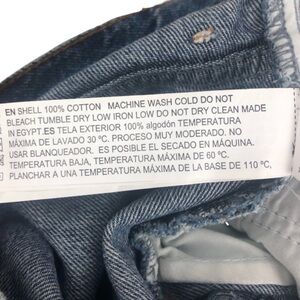 EN SHELL 100% COTTON MACHINE WASH COLD DO NOT
BLEACH TUMBLE DRY LOW IRON LOW DO NOT DRY CLEAN MADE
IN EGYPT.ES TELA EXTERIOR 100% algodón TEMPERATURA
MÁXIMA DE LAVADO 30 ºC. PROCESO MUY MODERADO. NO
USAR BLANQUEADOR. ES POSIBLE EL SECADO EN MÁQUINA.
TEMPERATURA BAJA, TEMPERATURA MÁXIMA DE 60 ºC.
PLANCHAR A UNA TEMPERATURA MÁXIMA DE LA BASE DE 110 ºC,